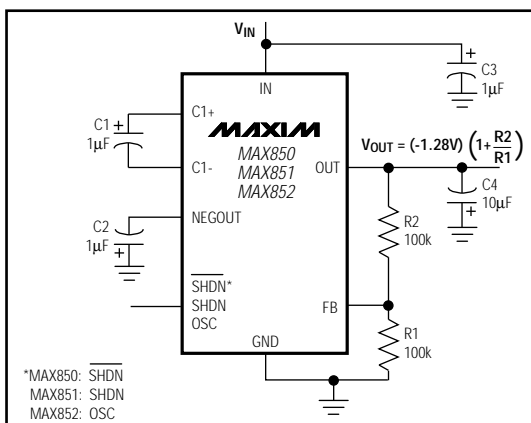 VIN
IN
C1+
C1-
NEGOUT
SHDN*
SHDN
OSC
GND
FB
OUT
MAXIM
MAX850
MAX851
MAX852
C1
1µF
+
C2
1µF
+
C3
1µF
+
VOUT = (-1.28V) (1+R2/R1)
C4
10µF
+
R2
100k
R1
100k
*MAX850: SHDN
MAX851: SHDN
MAX852: OSC